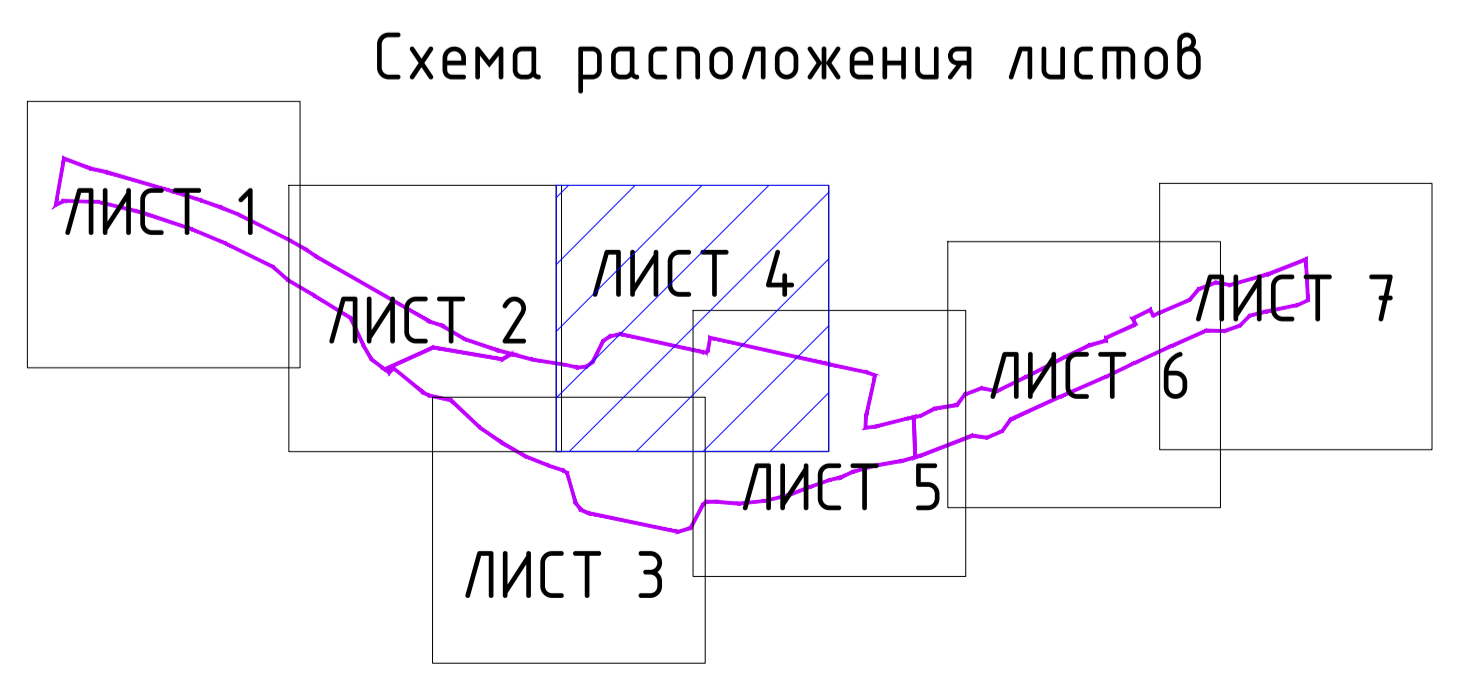 Схема расположения листов
ЛИСТ 1
ЛИСТ 2
ЛИСТ 3
ЛИСТ 4
ЛИСТ 5
ЛИСТ 6
ЛИСТ 7